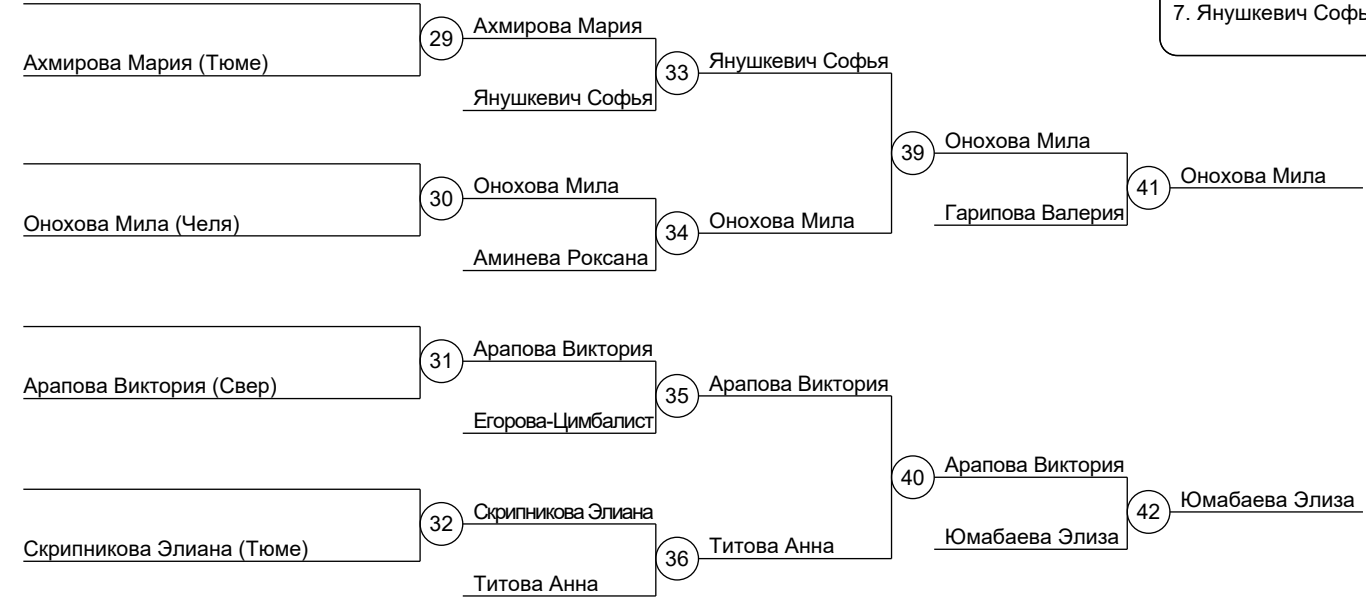 7. Янушкевич Софь
29
Ахмирова Мария
Ахмирова Мария (Тюме)
33
Янушкевич Софья
Янушкевич Софья
39
Онохова Мила
30
Онохова Мила
Онохова Мила (Челя)
34
Онохова Мила
Аминева Роксана
Гарипова Валерия
41
Онохова Мила
31
Арапова Виктория
Арапова Виктория (Свер)
35
Арапова Виктория
Егорова-Цимбалист
40
Арапова Виктория
32
Скрипникова Элиана
Скрипникова Элиана (Тюме)
36
Титова Анна
Титова Анна
Юмабаева Элиза
42
Юмабаева Элиза